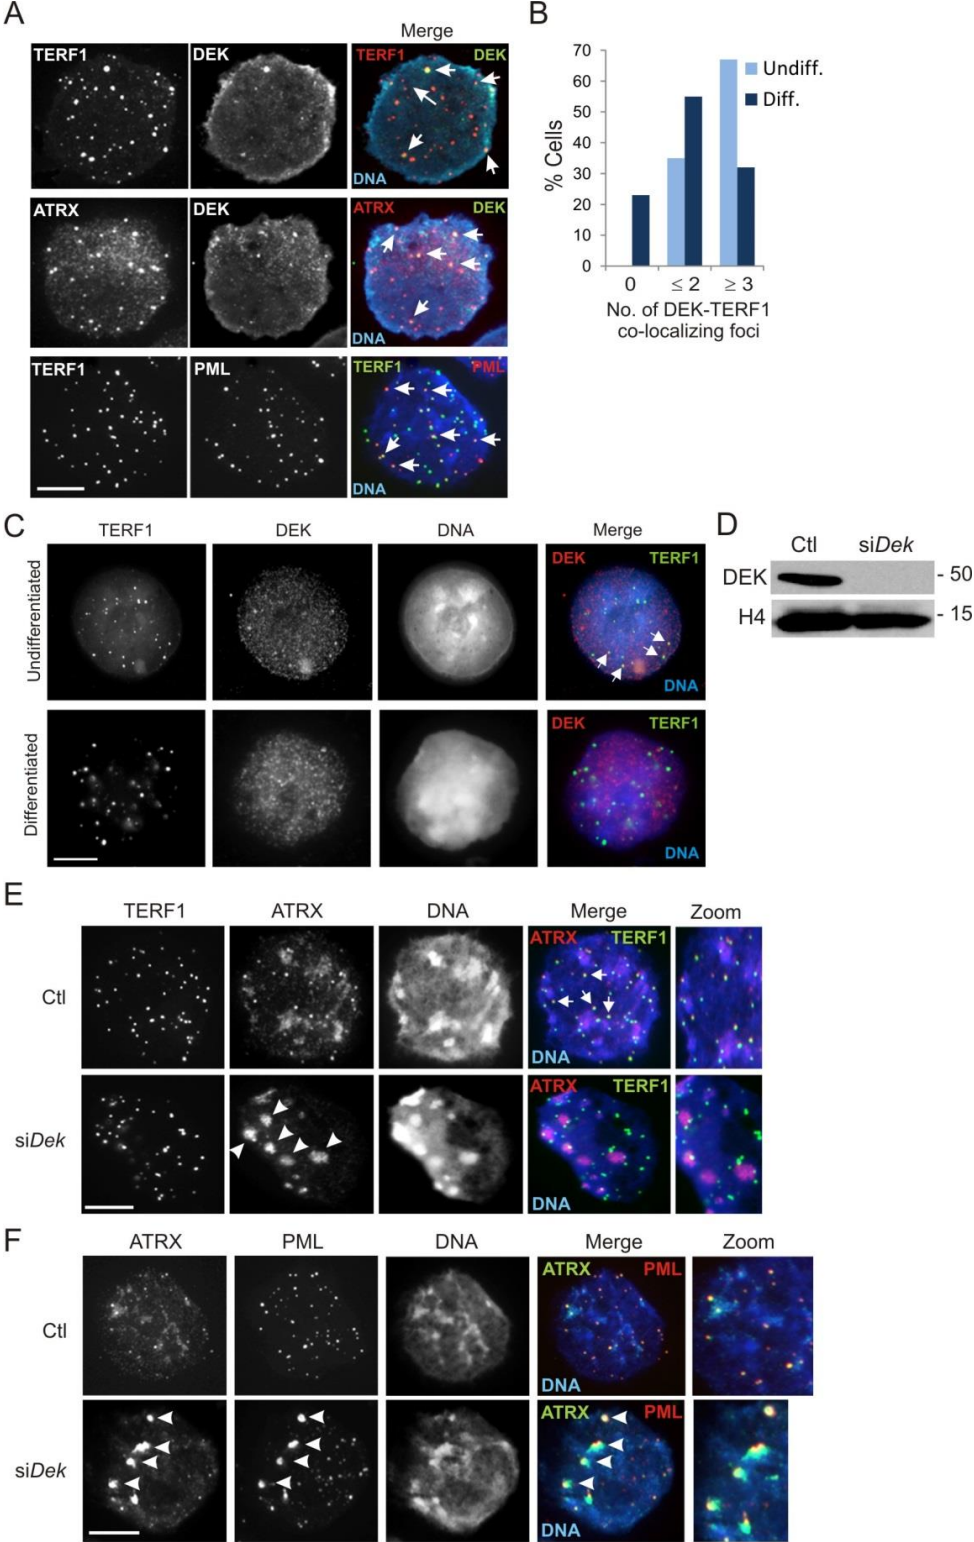 A
Merge
TERF1 DEK TERF1 DEK
DNA
ATRX DEK ATRX DEK
DNA
TERF1 PML TERF1 PML
DNA
B
70
60
50
40
30
20
10
0
% Cells
Undiff.
Diff.
0 ≤ 2 ≥ 3
No. of DEK-TERF1
co-localizing foci
C
TERF1 DEK DNA Merge
Undifferentiated
DEK TERF1
DNA
Differentiated
DEK TERF1
DNA
D
Ctl siDek
DEK - 50
H4 - 15
E
TERF1 ATRX DNA Merge Zoom
Ctl
ATRX TERF1
DNA
siDek
ATRX TERF1
DNA
F
ATRX PML DNA Merge Zoom
Ctl
ATRX PML
DNA
siDek
ATRX PML
DNA